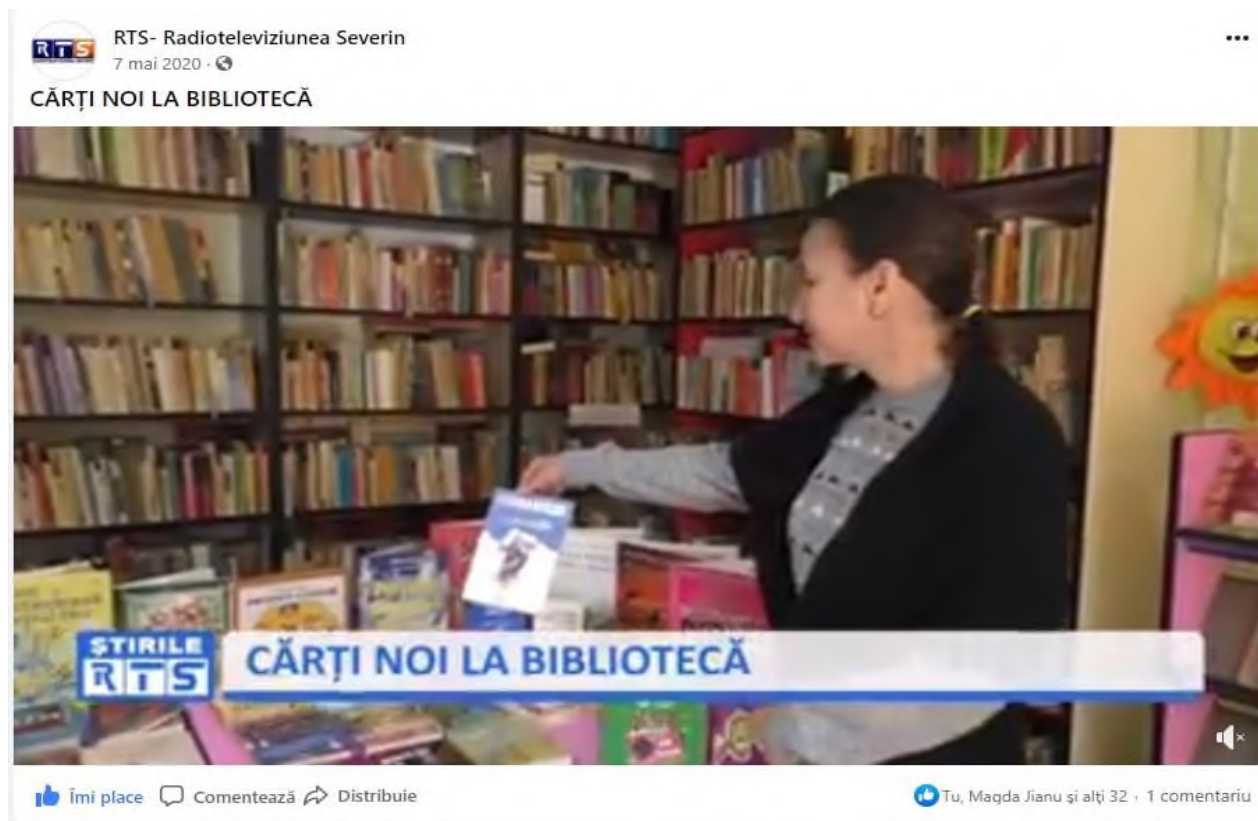 RTS
RTS- Radioteleviziunea Severin
7 mai 2020
CĂRȚI NOI LA BIBLIOTECĂ
ȘTIRILE
RTS
CĂRȚI NOI LA BIBLIOTECĂ
Îmi place Comentează Distribuie
Tu, Magda Jianu și alți 32 · 1 comentariu